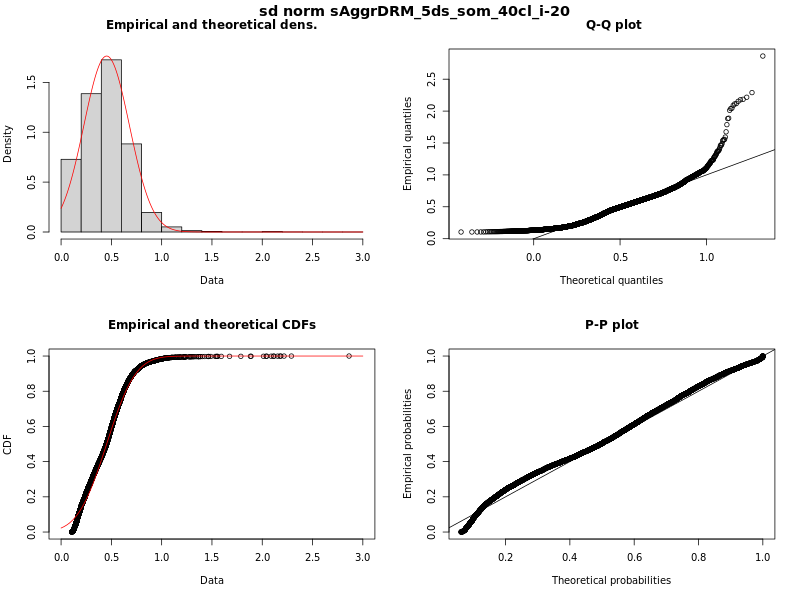 sd norm sAggrDRM_5ds_som_40cl_i-20
Empirical and theoretical dens.
Density
0.0 0.5 1.0 1.5
0.0 0.5 1.0 1.5 2.0 2.5 3.0
Data
Q-Q plot
Empirical quantiles
0.0 0.5 1.0 1.5 2.0 2.5
0.0 0.5 1.0
Theoretical quantiles
Empirical and theoretical CDFs
CDF
0.0 0.2 0.4 0.6 0.8 1.0
0.0 0.5 1.0 1.5 2.0 2.5 3.0
Data
P-P plot
Empirical probabilities
0.0 0.2 0.4 0.6 0.8 1.0
0.2 0.4 0.6 0.8 1.0
Theoretical probabilities